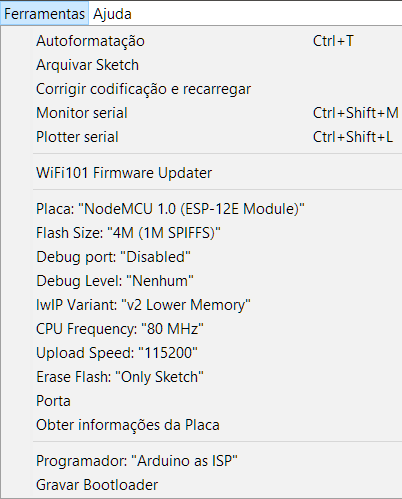 Ferramentas Ajuda
Autoformatação Ctrl+T
Arquivar Sketch
Corrigir codificação e recarregar
Monitor serial Ctrl+Shift+M
Plotter serial Ctrl+Shift+L
WiFi101 Firmware Updater
Placa: "NodeMCU 1.0 (ESP-12E Module)"
Flash Size: "4M (1M SPIFFS)"
Debug port: "Disabled"
Debug Level: "Nenhum"
IwIP Variant: "v2 Lower Memory"
CPU Frequency: "80 MHz"
Upload Speed: "115200"
Erase Flash: "Only Sketch"
Porta
Obter informações da Placa
Programador: "Arduino as ISP"
Gravar Bootloader